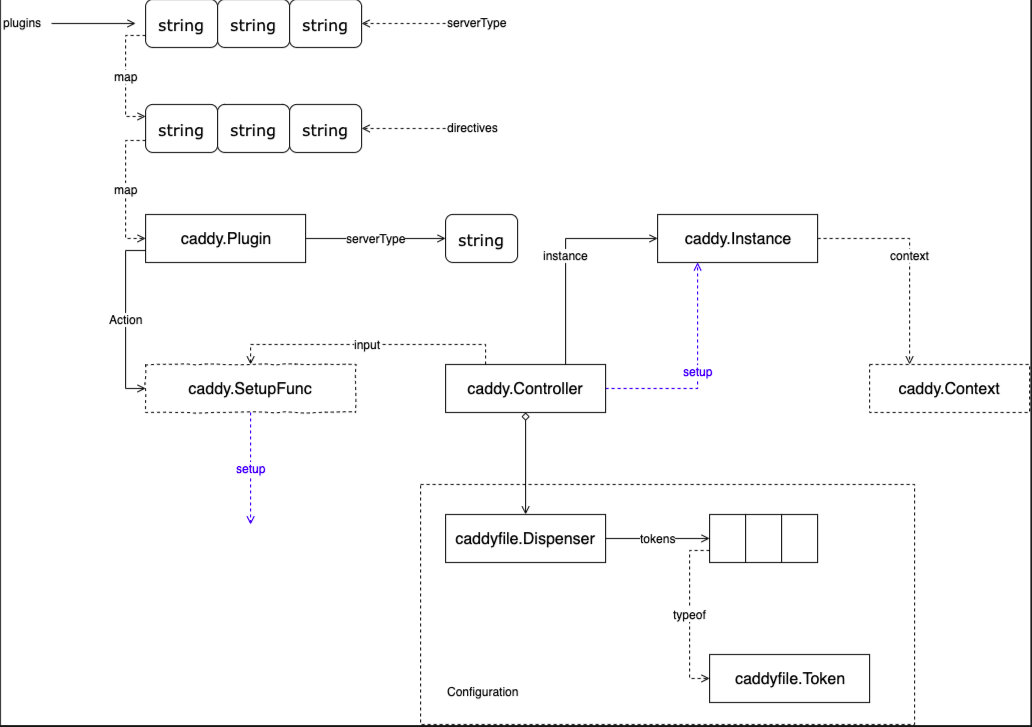 plugins
string string string
serverType
map
string string string
directives
map
caddy.Plugin
serverType
string
caddy.Instance
instance
context
Action
input
caddy.SetupFunc
caddy.Controller
setup
caddy.Context
setup
caddyfile.Dispenser
tokens
typeof
caddyfile.Token
Configuration